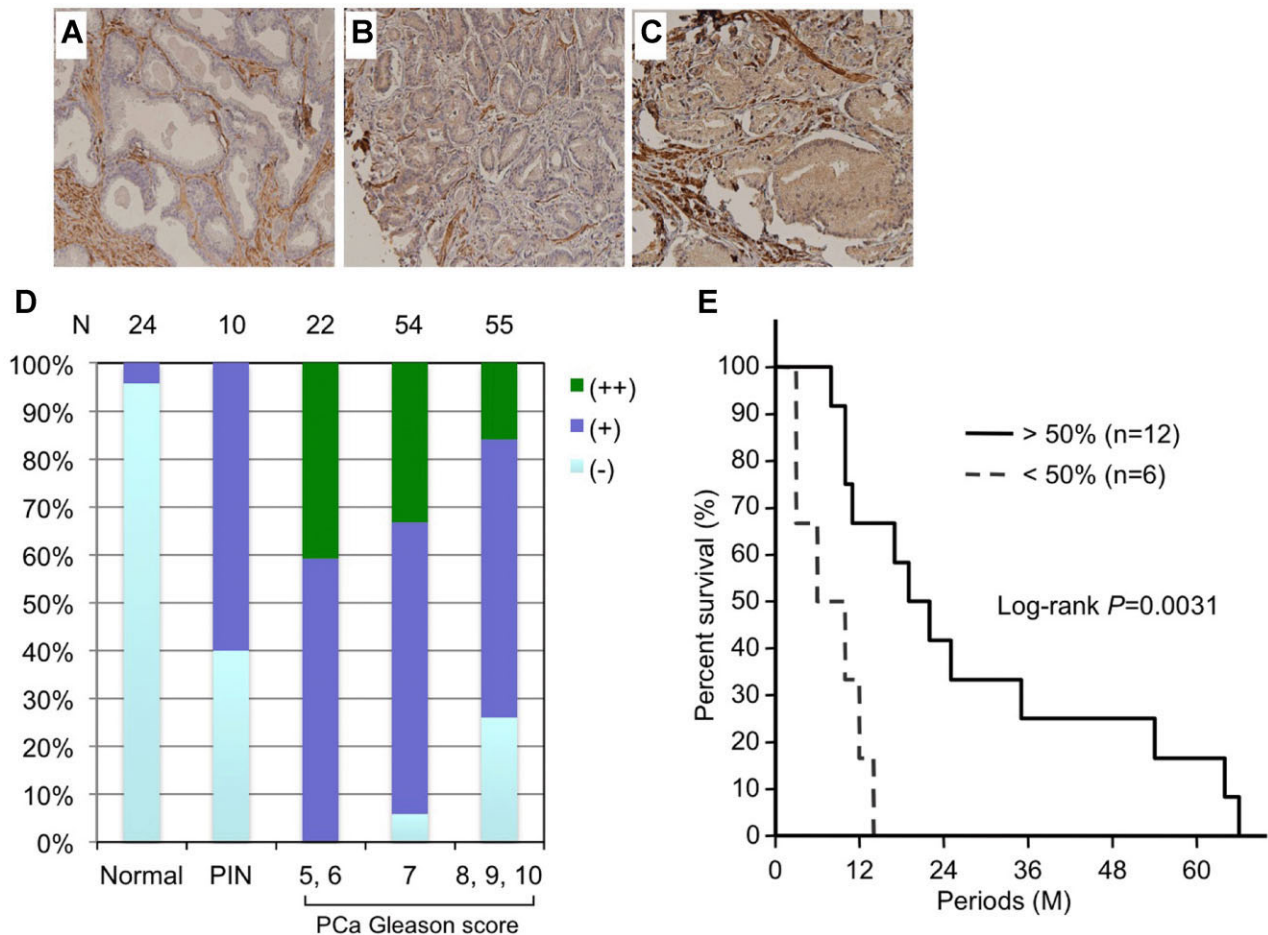 A
B
C
D
N 24 10 22 54 55
100%
90%
80%
70%
60%
50%
40%
30%
20%
10%
0%
(++)
(+)
(-)
Normal PIN 5, 6 7 8, 9, 10
PCa Gleason score
E
Percent survival (%)
100
90
80
70
60
50
40
30
20
10
0
> 50% (n=12)
< 50% (n=6)
Log-rank P=0.0031
0 12 24 36 48 60
Periods (M)